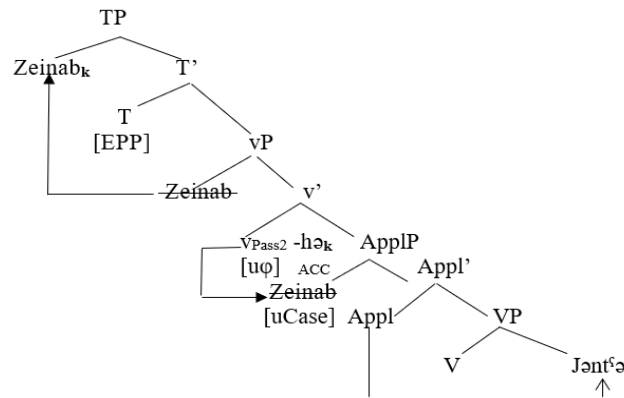 TP
Zeinabk T’
T
[EPP] vP
Zeinab v’
vPass2 -hək ApplP
[uφ] ACC Appl’
Zeinab
[uCase] Appl VP
V Jəntˤə